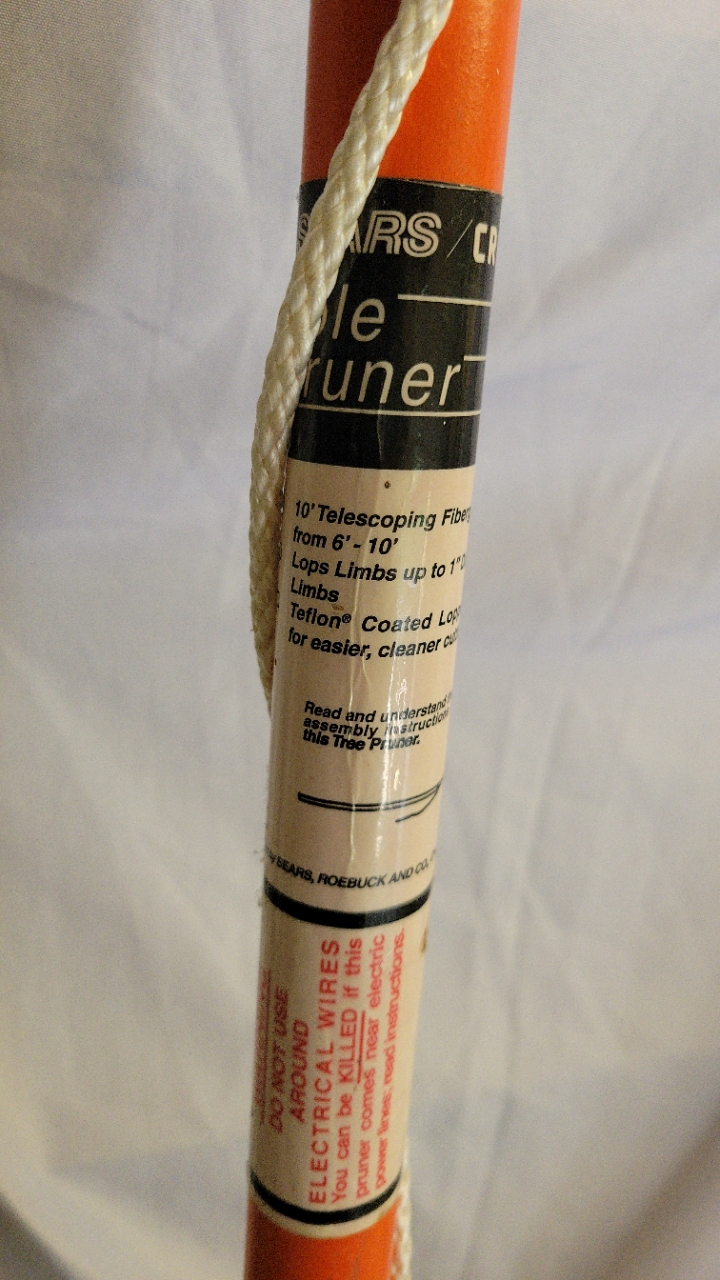 ARS / CR
ole
runer
10' Telescoping Fiber
from 6' - 10'
Lops Limbs up to 1"
Limbs
Teflon® Coated Lop
for easier, cleaner cu
Read and understand
assembly instruction
this Tree Pruner.
SEARS, ROEBUCK AND CO.
DO NOT USE
AROUND
ELECTRICAL WIRES
You can be KILLED if this
pruner comes near electric
power lines; read instructions.